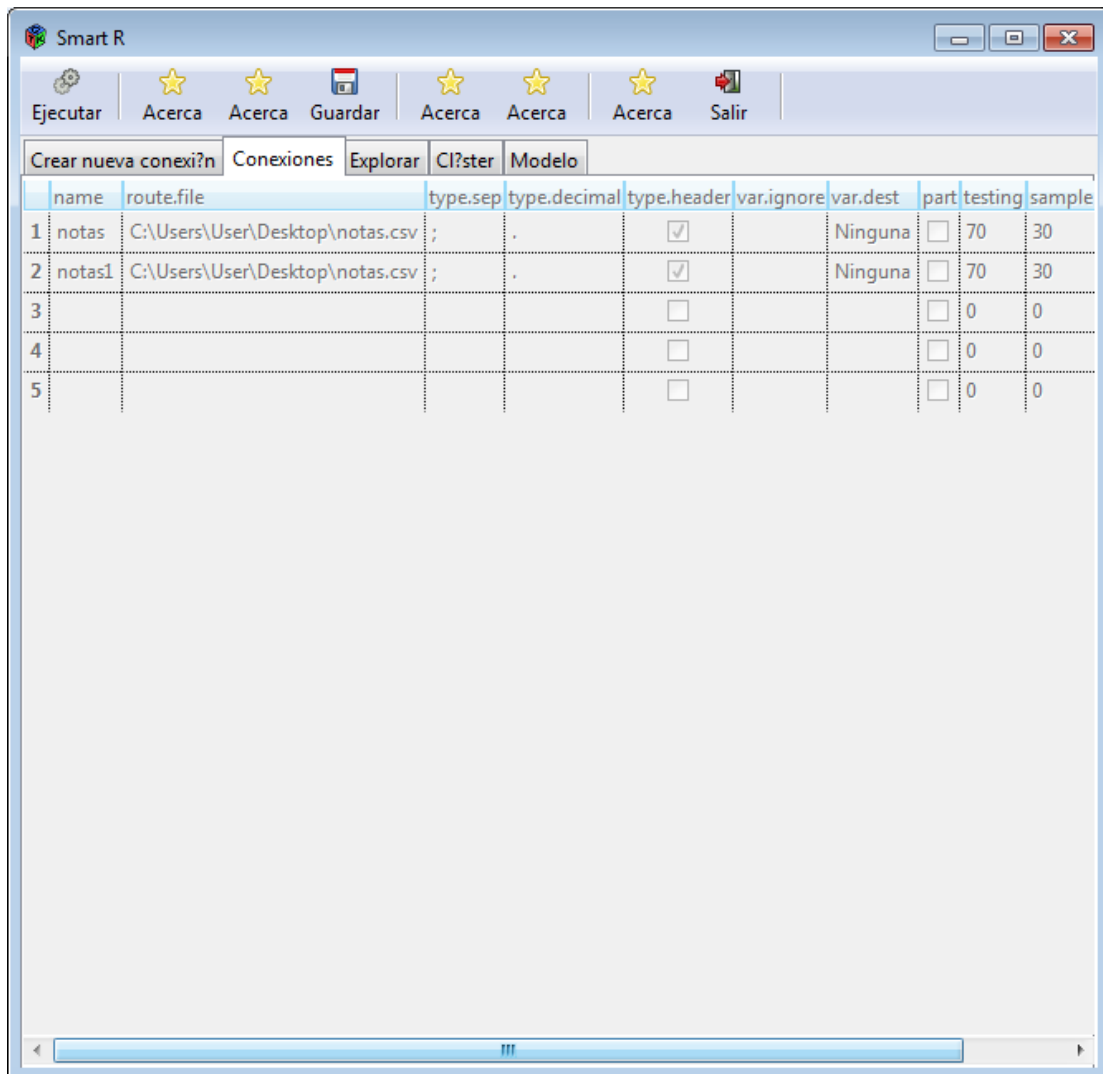 Smart R
Ejecutar Acerca Acerca Guardar Acerca Acerca Acerca Salir
Crear nueva conexi?n Conexiones Explorar Cl?ster Modelo
name route.file type.sep type.decimal type.header var.ignore var.dest part testing sample
1 notas C:\Users\User\Desktop\notas.csv ; . Ninguna 70 30
2 notas1 C:\Users\User\Desktop\notas.csv ; . Ninguna 70 30
3 0 0
4 0 0
5 0 0